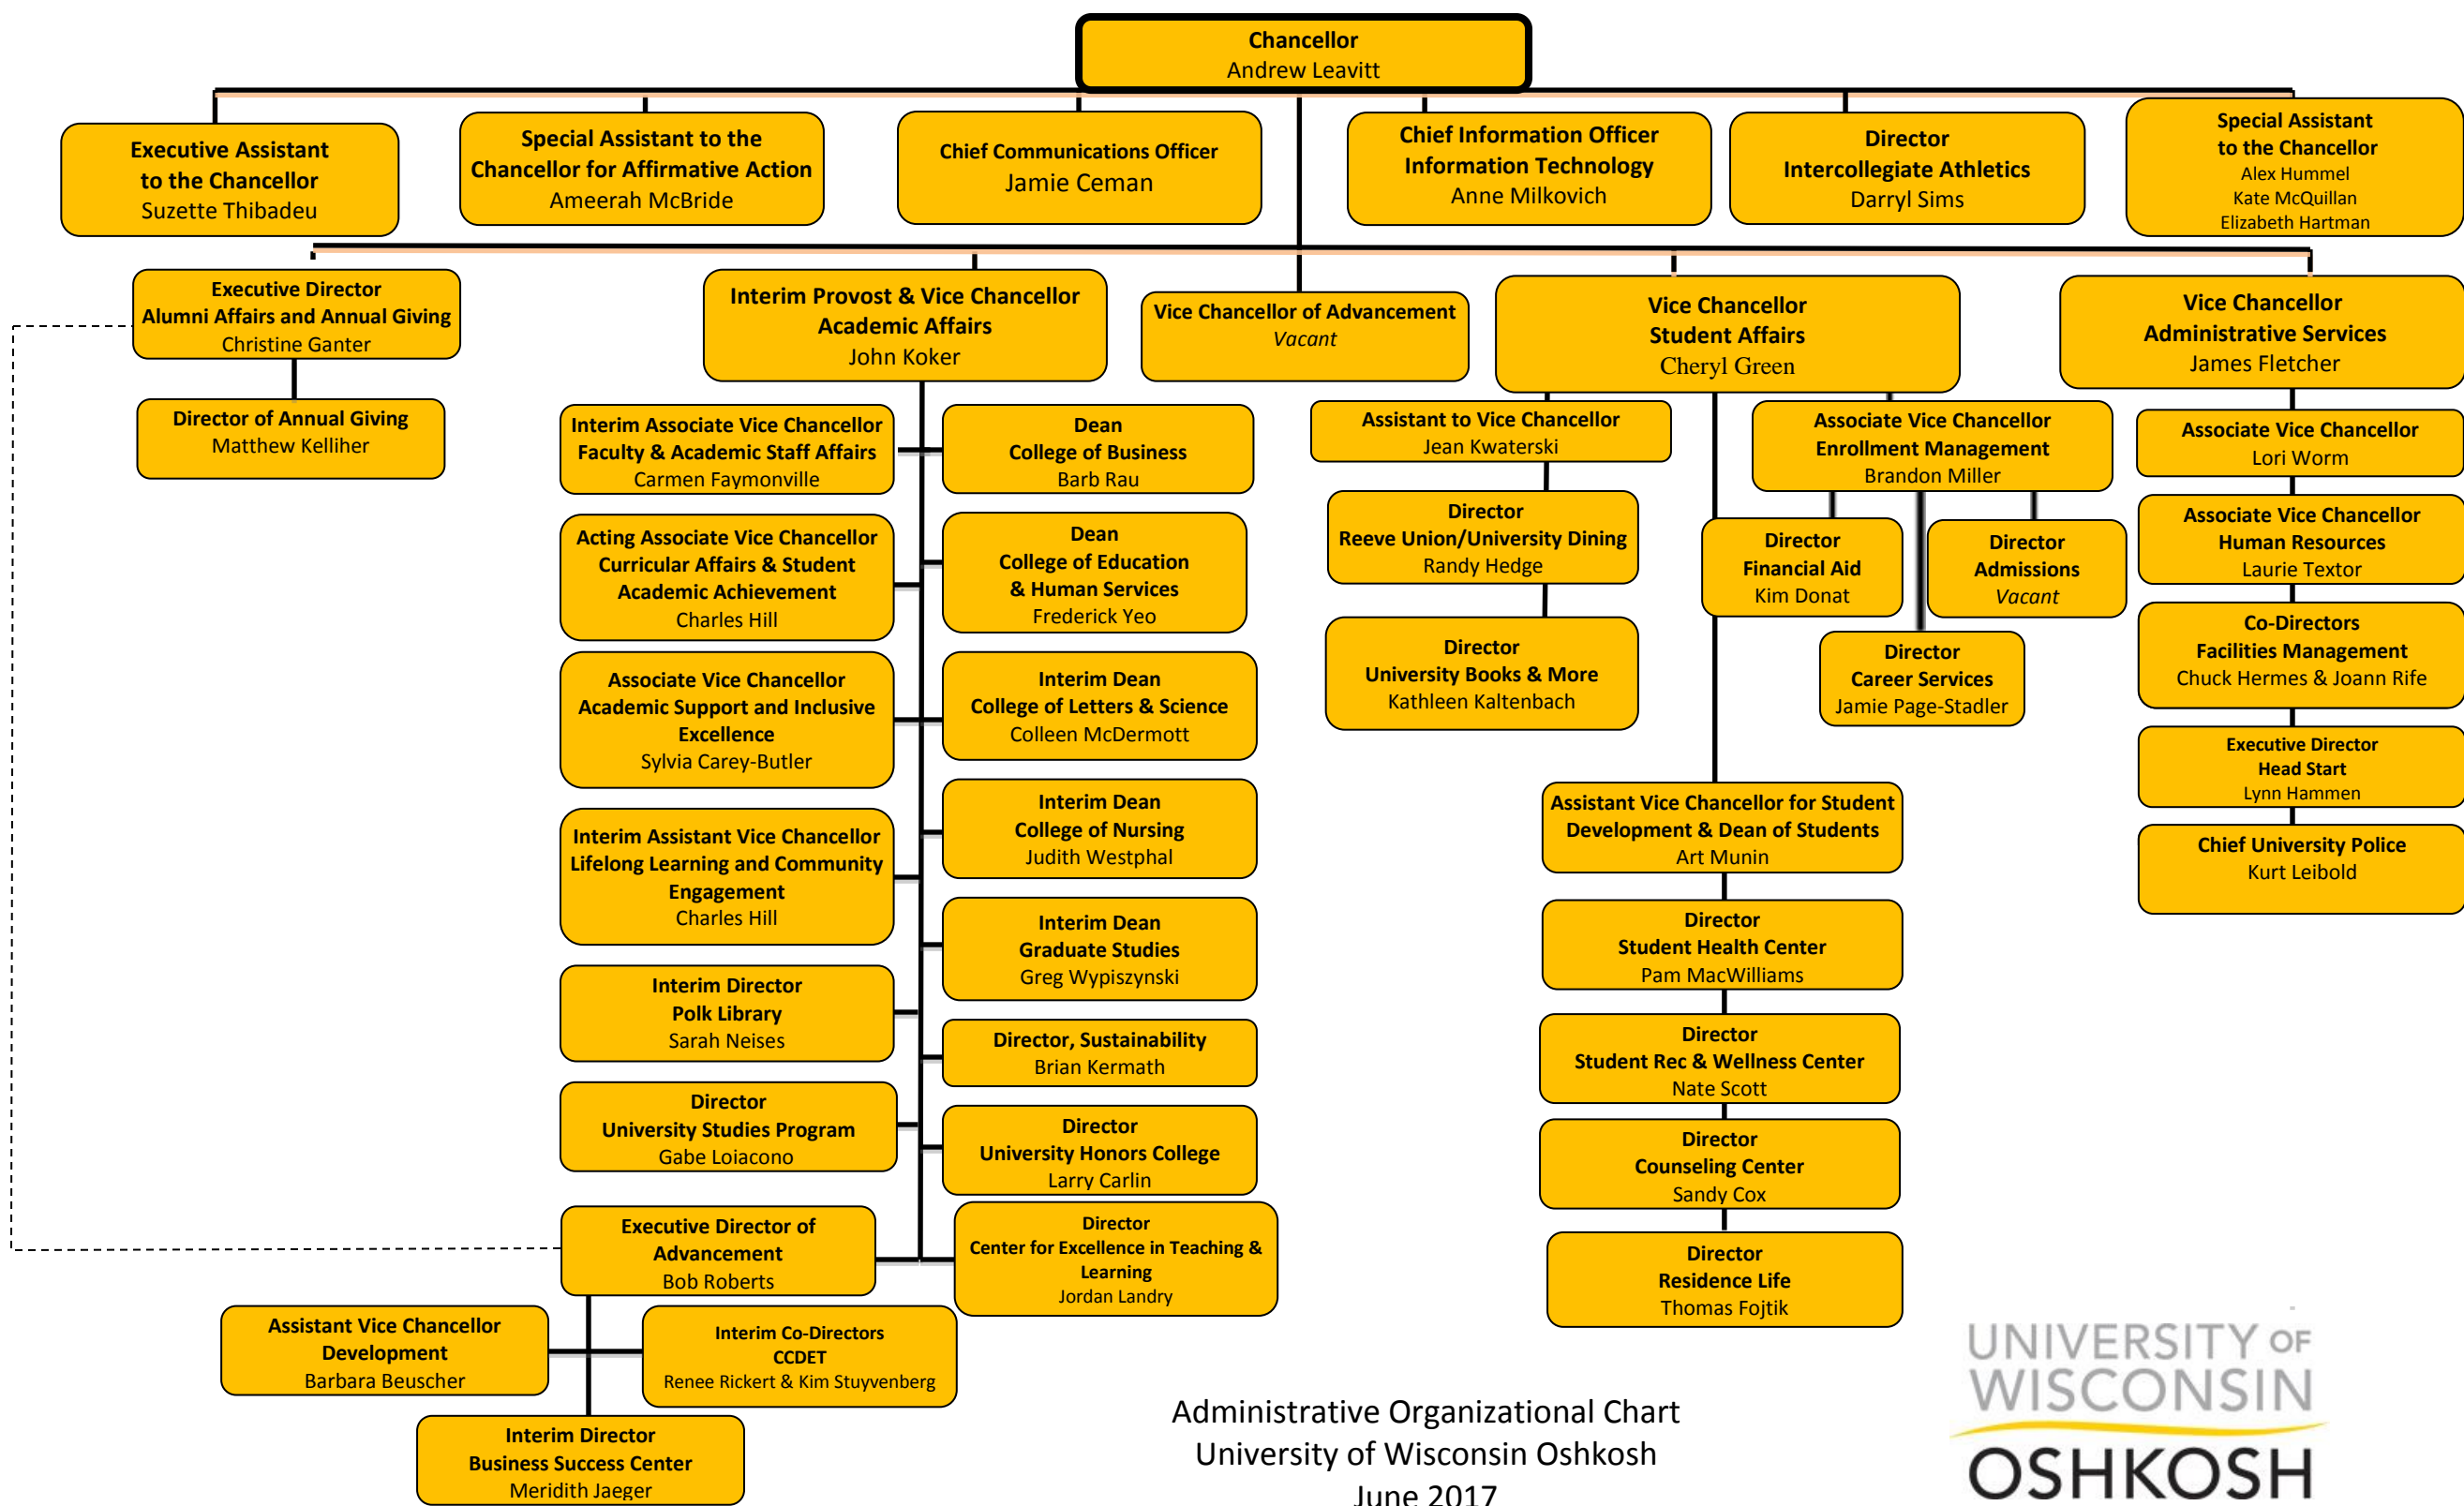 Chancellor
Andrew Leavitt
Executive Assistant
to the Chancellor
Suzette Thibadeu
Special Assistant to the
Chancellor for Affirmative Action
Ameerah McBride
Chief Communications Officer
Jamie Ceman
Chief Information Officer
Information Technology
Anne Milkovich
Director
Intercollegiate Athletics
Darryl Sims
Special Assistant
to the Chancellor
Alex Hummel
Kate McQuillan
Elizabeth Hartman
Executive Director
Alumni Affairs and Annual Giving
Christine Ganter
Director of Annual Giving
Matthew Kelliher
Interim Provost & Vice Chancellor
Academic Affairs
John Koker
Vice Chancellor of Advancement
Vacant
Vice Chancellor
Student Affairs
Cheryl Green
Vice Chancellor
Administrative Services
James Fletcher
Interim Associate Vice Chancellor
Faculty & Academic Staff Affairs
Carmen Faymonville
Dean
College of Business
Barb Rau
Acting Associate Vice Chancellor
Curricular Affairs & Student
Academic Achievement
Charles Hill
Dean
College of Education
& Human Services
Frederick Yeo
Associate Vice Chancellor
Academic Support and Inclusive
Excellence
Sylvia Carey-Butler
Interim Dean
College of Letters & Science
Colleen McDermott
Interim Assistant Vice Chancellor
Lifelong Learning and Community
Engagement
Charles Hill
Interim Dean
College of Nursing
Judith Westphal
Interim Dean
Graduate Studies
Greg Wypiszynski
Interim Director
Polk Library
Sarah Neises
Director, Sustainability
Brian Kermath
Director
University Studies Program
Gabe Loiacono
Director
University Honors College
Larry Carlin
Executive Director of
Advancement
Bob Roberts
Director
Center for Excellence in Teaching &
Learning
Jordan Landry
Assistant Vice Chancellor
Development
Barbara Beuscher
Interim Co-Directors
CCDET
Renee Rickert & Kim Stuyvenberg
Interim Director
Business Success Center
Meridith Jaeger
Assistant to Vice Chancellor
Jean Kwaterski
Director
Reeve Union/University Dining
Randy Hedge
Director
University Books & More
Kathleen Kaltenbach
Associate Vice Chancellor
Enrollment Management
Brandon Miller
Director
Financial Aid
Kim Donat
Director
Admissions
Vacant
Director
Career Services
Jamie Page-Stadler
Assistant Vice Chancellor for Student
Development & Dean of Students
Art Munin
Director
Student Health Center
Pam MacWilliams
Director
Student Rec & Wellness Center
Nate Scott
Director
Counseling Center
Sandy Cox
Director
Residence Life
Thomas Fojtik
Associate Vice Chancellor
Lori Worm
Associate Vice Chancellor
Human Resources
Laurie Textor
Co-Directors
Facilities Management
Chuck Hermes & Joann Rife
Executive Director
Head Start
Lynn Hammen
Chief University Police
Kurt Leibold
Administrative Organizational Chart
University of Wisconsin Oshkosh
June 2017
UNIVERSITY OF
WISCONSIN
OSHKOSH